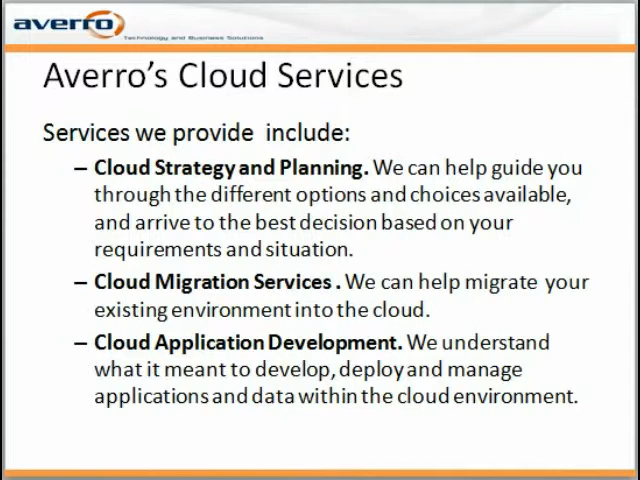 averro
Technology and Business Solutions
Averro's Cloud Services
Services we provide include:
– Cloud Strategy and Planning. We can help guide you
through the different options and choices available,
and arrive to the best decision based on your
requirements and situation.
– Cloud Migration Services . We can help migrate your
existing environment into the cloud.
– Cloud Application Development. We understand
what it meant to develop, deploy and manage
applications and data within the cloud environment.